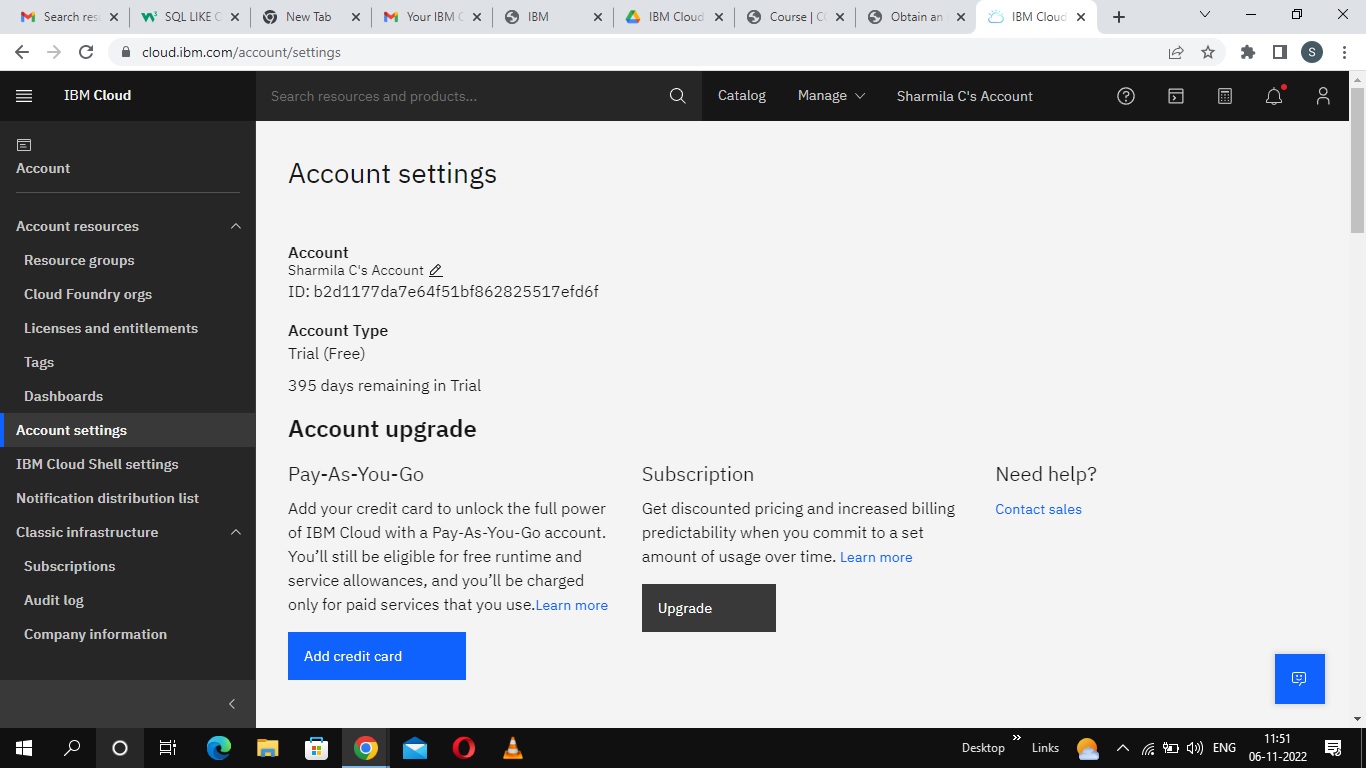 Search res
SQL LIKE C
New Tab
Your IBM C
IBM
IBM Cloud
Course | C
Obtain an
IBM Cloud
cloud.ibm.com/account/settings
S
IBM Cloud
Search resources and products...
Catalog
Manage
Sharmila C's Account
Account
Account resources
Resource groups
Cloud Foundry orgs
Licenses and entitlements
Tags
Dashboards
Account settings
IBM Cloud Shell settings
Notification distribution list
Classic infrastructure
Subscriptions
Audit log
Company information
Account settings
Account
Sharmila C's Account
ID: b2d1177da7e64f51bf862825517efd6f
Account Type
Trial (Free)
395 days remaining in Trial
Account upgrade
Pay-As-You-Go
Add your credit card to unlock the full power
of IBM Cloud with a Pay-As-You-Go account.
You’ll still be eligible for free runtime and
service allowances, and you’ll be charged
only for paid services that you use.Learn more
Add credit card
Subscription
Get discounted pricing and increased billing
predictability when you commit to a set
amount of usage over time. Learn more
Upgrade
Need help?
Contact sales
Desktop
Links
ENG
11:51
06-11-2022